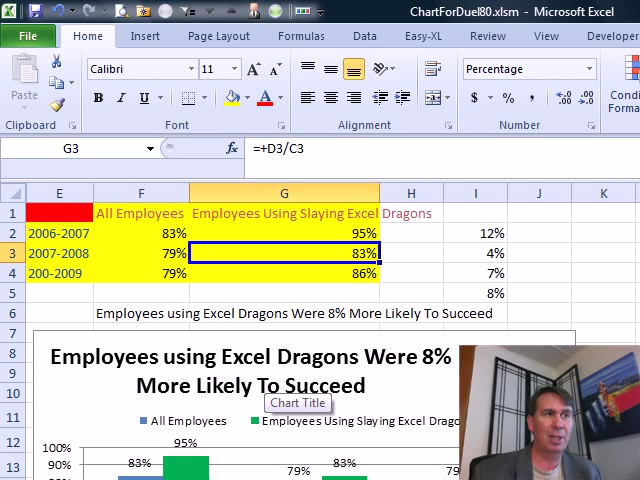 ChartForDuel80.xlsm - Microsoft Excel
File Home Insert Page Layout Formulas Data Easy-XL Review View Developer
Calibri 11 A A Percentage
Paste B I U A $ % , .00 .00 Condi
Forma
Clipboard Font Alignment Number
G3 fx =+D3/C3
E F G H I J K
1 All Employees Employees Using Slaying Excel Dragons
2 2006-2007 83% 95% 12%
3 2007-2008 79% 83% 4%
4 200-2009 79% 86% 7%
5 8%
6 Employees using Excel Dragons Were 8% More Likely To Succeed
7
8 Employees using Excel Dragons Were 8%
9
10 More Likely To Succeed
Chart Title
11 All Employees Employees Using Slaying Excel Drago
12 100% 95%
13 90% 83% 79% 83% 79